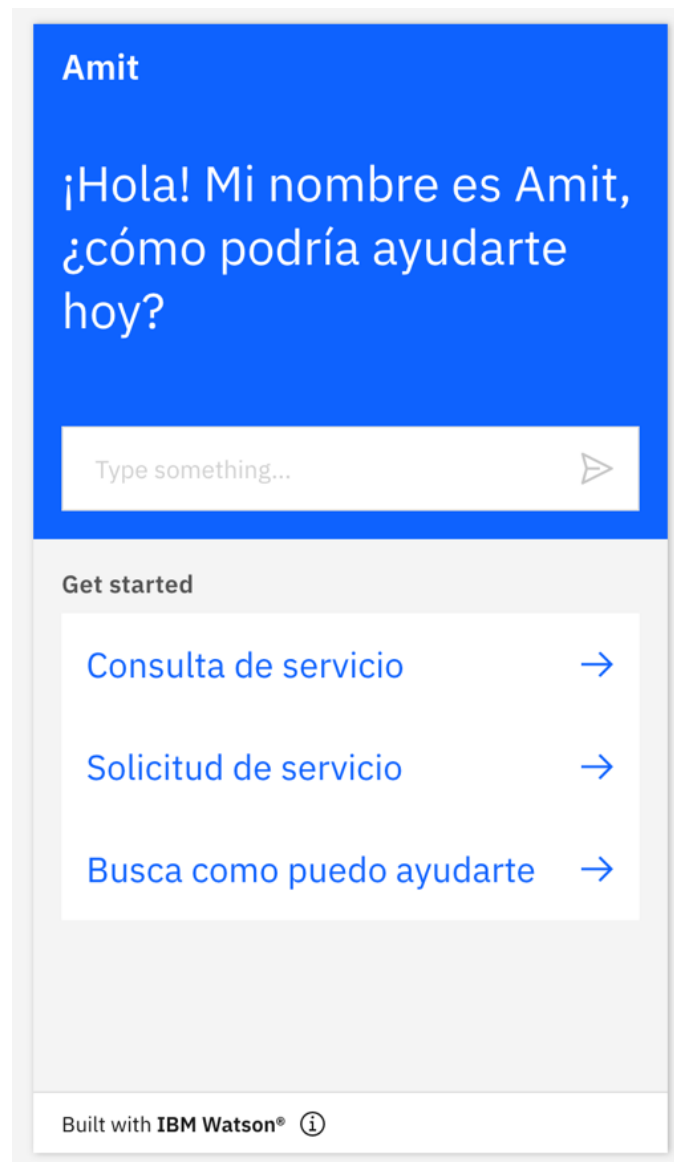 Amit
¡Hola! Mi nombre es Amit,
¿cómo podría ayudarte
hoy?
Type something...
Get started
Consulta de servicio
Solicitud de servicio
Busca como puedo ayudarte
Built with IBM Watson®